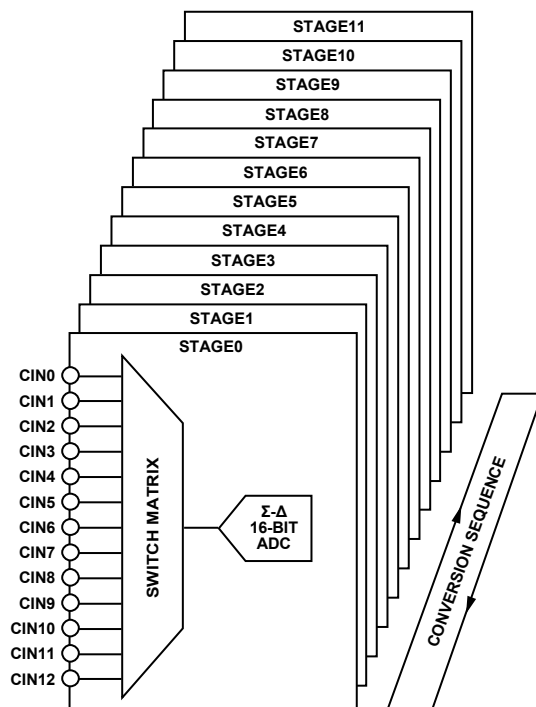 STAGE11
STAGE10
STAGE9
STAGE8
STAGE7
STAGE6
STAGE5
STAGE4
STAGE3
STAGE2
STAGE1
STAGE0
CIN0
CIN1
CIN2
CIN3
CIN4
CIN5
CIN6
CIN7
CIN8
CIN9
CIN10
CIN11
CIN12
SWITCH MATRIX
Σ-Δ
16-BIT
ADC
CONVERSION SEQUENCE